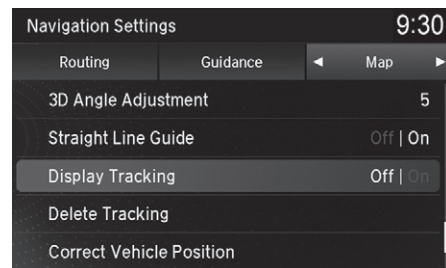 Navigation Settings 9:30
Routing Guidance Map
3D Angle Adjustment 5
Straight Line Guide Off | On
Display Tracking Off | On
Delete Tracking
Correct Vehicle Position